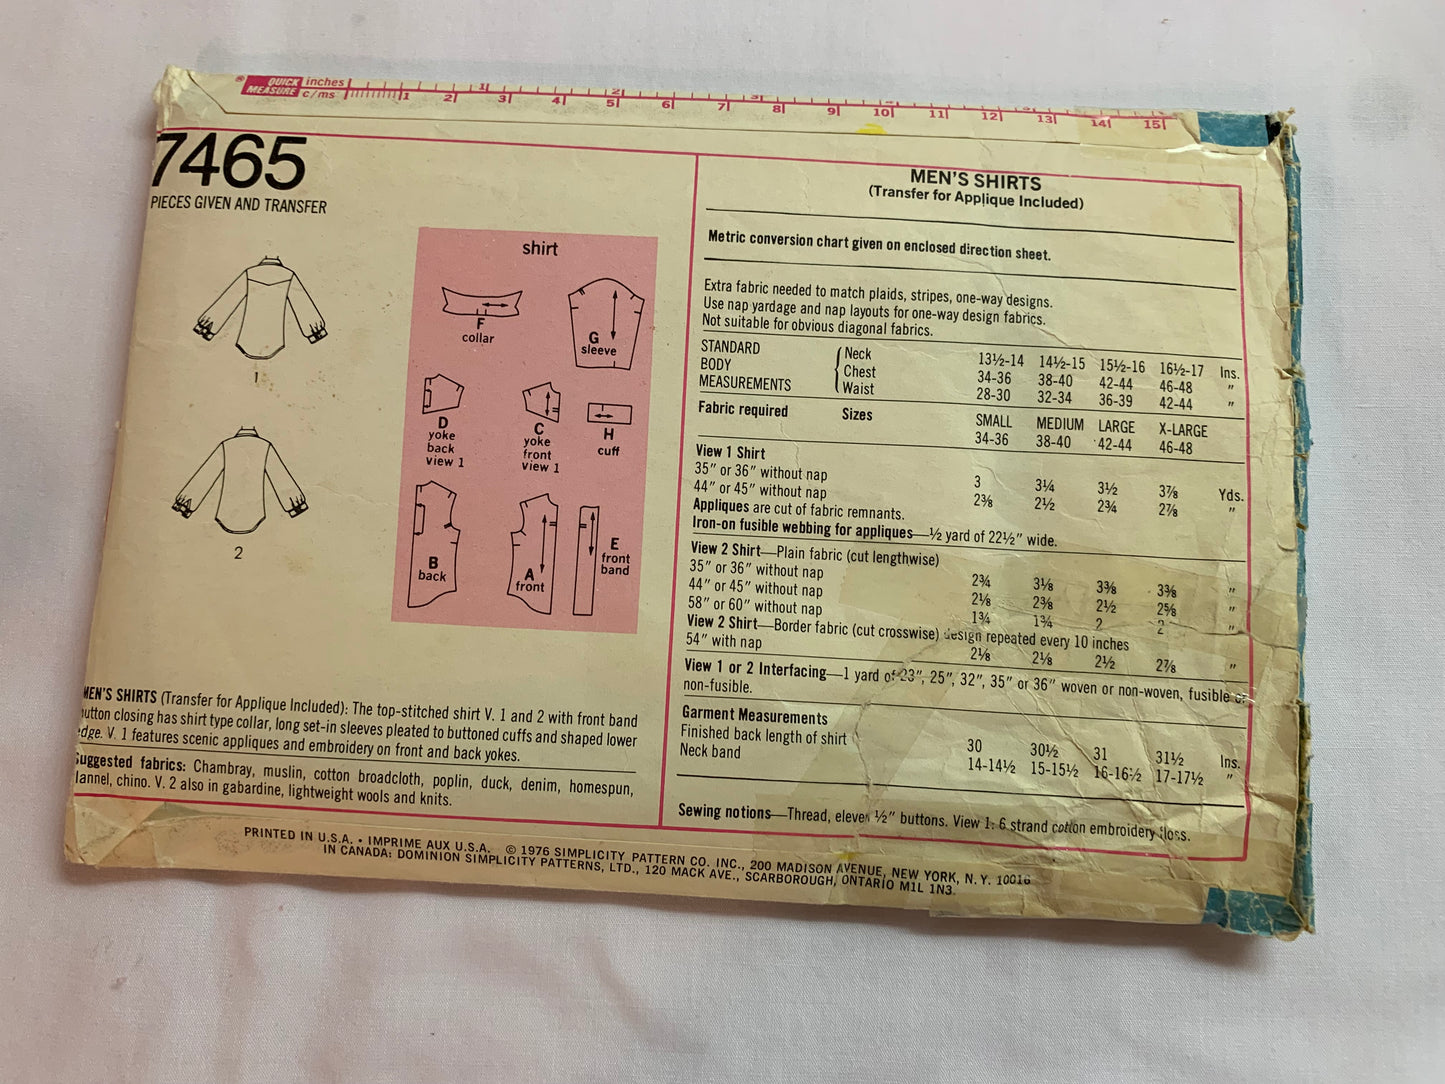 ® QUICK MEASURE inches c/ms
1 2 3 4 5 6
1 2 3 4 5 6 7 8 9 10 11 12 13 14 15
7465
PIECES GIVEN AND TRANSFER
1
2
shirt
F
collar
G
sleeve
D
yoke
back
view 1
C
yoke
front
view 1
H
cuff
B
back
A
front
E
front
band
MEN'S SHIRTS (Transfer for Applique Included): The top-stitched shirt V. 1 and 2 with front band
button closing has shirt type collar, long set-in sleeves pleated to buttoned cuffs and shaped lower
edge. V. 1 features scenic appliques and embroidery on front and back yokes.
Suggested fabrics: Chambray, muslin, cotton broadcloth, poplin, duck, denim, homespun,
flannel, chino. V. 2 also in gabardine, lightweight wools and knits.
MEN'S SHIRTS
(Transfer for Applique Included)
Metric conversion chart given on enclosed direction sheet.
Extra fabric needed to match plaids, stripes, one-way designs.
Use nap yardage and nap layouts for one-way design fabrics.
Not suitable for obvious diagonal fabrics.
STANDARD BODY MEASUREMENTS
Neck 13½-14 14½-15 15½-16 16½-17 Ins.
Chest 34-36 38-40 42-44 46-48 "
Waist 28-30 32-34 36-39 42-44 "
Fabric required Sizes SMALL MEDIUM LARGE X-LARGE
34-36 38-40 42-44 46-48
View 1 Shirt
35" or 36" without nap 3 3¼ 3½ 3⅞ Yds.
44" or 45" without nap 2⅜ 2½ 2¾ 2⅞ "
Appliques are cut of fabric remnants.
Iron-on fusible webbing for appliques—½ yard of 22½" wide.
View 2 Shirt—Plain fabric (cut lengthwise)
35" or 36" without nap 2¾ 3⅛ 3⅜ 3⅜ "
44" or 45" without nap 2⅛ 2⅜ 2½ 2⅝ "
58" or 60" without nap 1¾ 1¾ 2 2 "
View 2 Shirt—Border fabric (cut crosswise) design repeated every 10 inches
54" with nap 2⅛ 2⅛ 2½ 2⅞ "
View 1 or 2 Interfacing—1 yard of 23", 25", 32", 35" or 36" woven or non-woven, fusible or
non-fusible.
Garment Measurements
Finished back length of shirt 30 30½ 31 31½ Ins.
Neck band 14-14½ 15-15½ 16-16½ 17-17½ "
Sewing notions—Thread, eleven ½" buttons. View 1: 6 strand cotton embroidery floss.
PRINTED IN U.S.A. • IMPRIME AUX U.S.A. © 1976 SIMPLICITY PATTERN CO. INC., 200 MADISON AVENUE, NEW YORK, N.Y. 10016
IN CANADA: DOMINION SIMPLICITY PATTERNS, LTD., 120 MACK AVE., SCARBOROUGH, ONTARIO M1L 1N3.